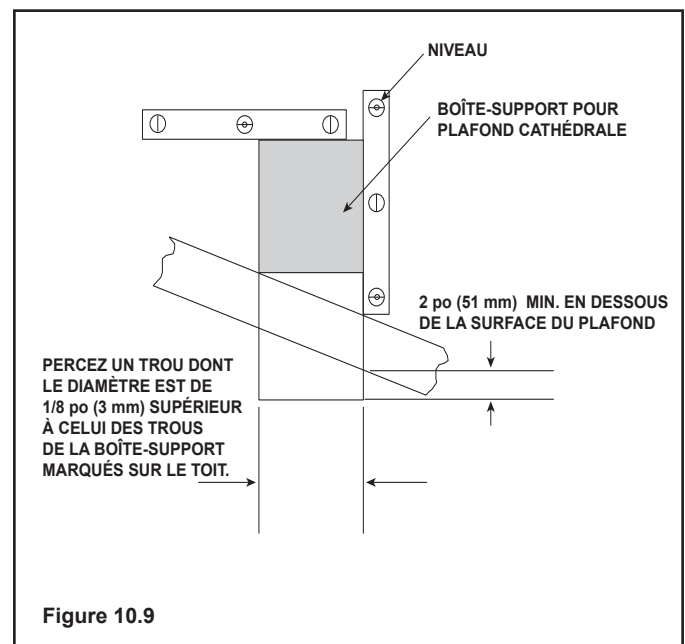 NIVEAU
BOÎTE-SUPPORT POUR
PLAFOND CATHÉDRALE
2 po (51 mm) MIN. EN DESSOUS
DE LA SURFACE DU PLAFOND
PERCEZ UN TROU DONT
LE DIAMÈTRE EST DE
1/8 po (3 mm) SUPÉRIEUR
À CELUI DES TROUS
DE LA BOÎTE-SUPPORT
MARQUÉS SUR LE TOIT.
Figure 10.9